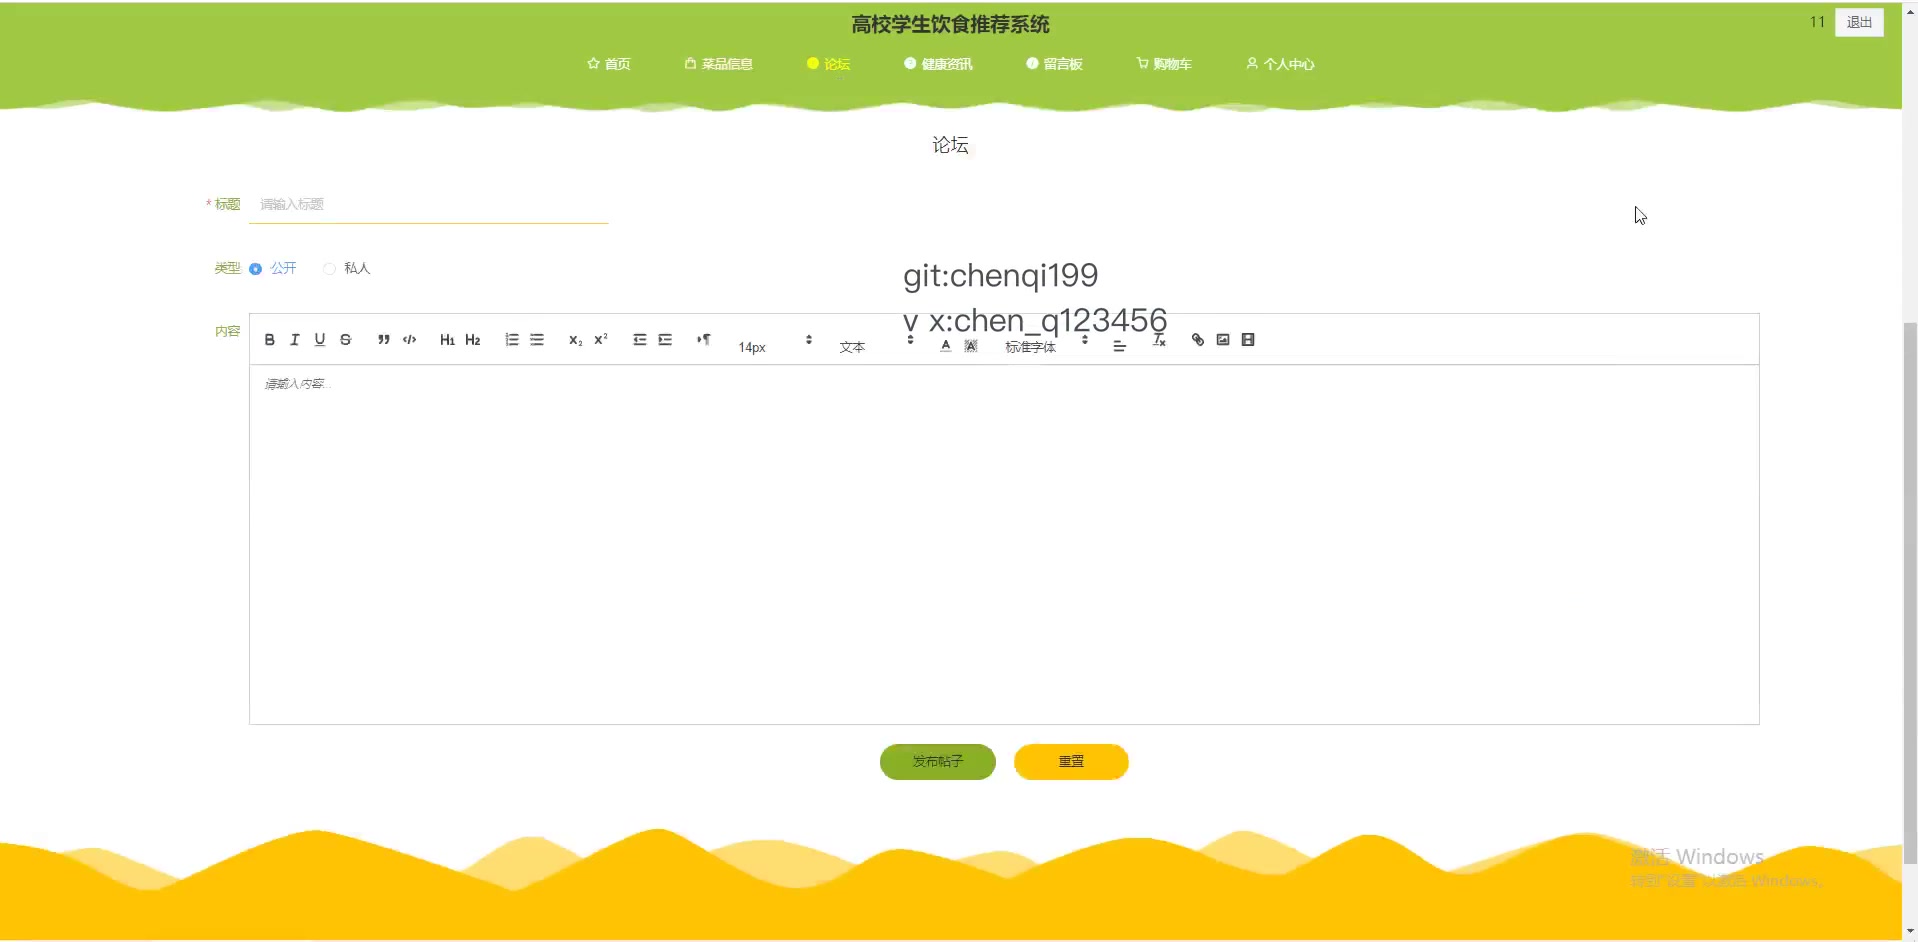 高校学生饮食推荐系统
11 退出
首页 菜品信息 论坛 健康资讯 留言板 购物车 个人中心
论坛
* 标题 请输入标题
类型 公开 私人
git:chenqi199
v x:chen_q123456
内容 B I U S H1 H2 x₂ x² 14px 文本 A A 标准字体 Tx
请输入内容...
发布帖子 重置
激活 Windows
转到"设置"以激活 Windows。